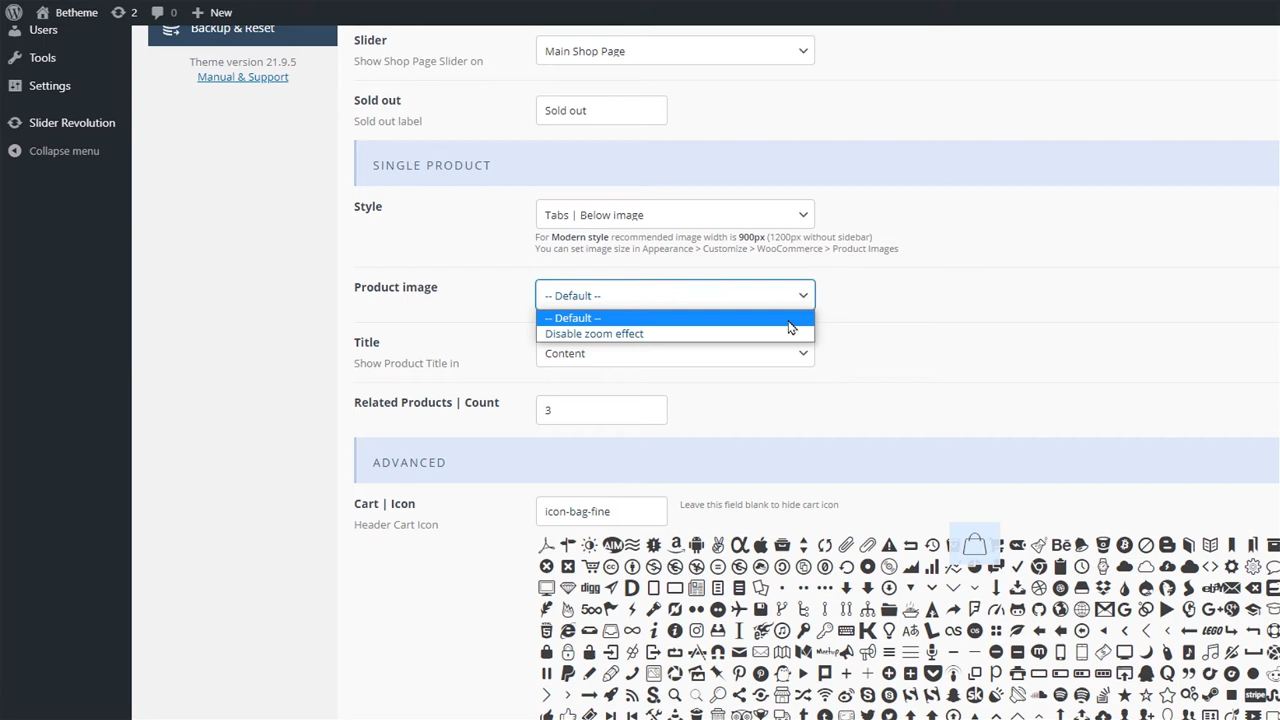 Betheme
2
0
New
Users
Tools
Settings
Slider Revolution
Collapse menu
Backup & Reset
Theme version 21.9.5
Manual & Support
Slider
Show Shop Page Slider on
Main Shop Page
Sold out
Sold out label
Sold out
SINGLE PRODUCT
Style
Tabs | Below image
For Modern style recommended image width is 900px (1200px without sidebar)
You can set image size in Appearance > Customize > WooCommerce > Product Images
Product image
-- Default --
-- Default --
Disable zoom effect
Title
Show Product Title in
Content
Related Products | Count
3
ADVANCED
Cart | Icon
Header Cart Icon
icon-bag-fine
Leave this field blank to hide cart icon